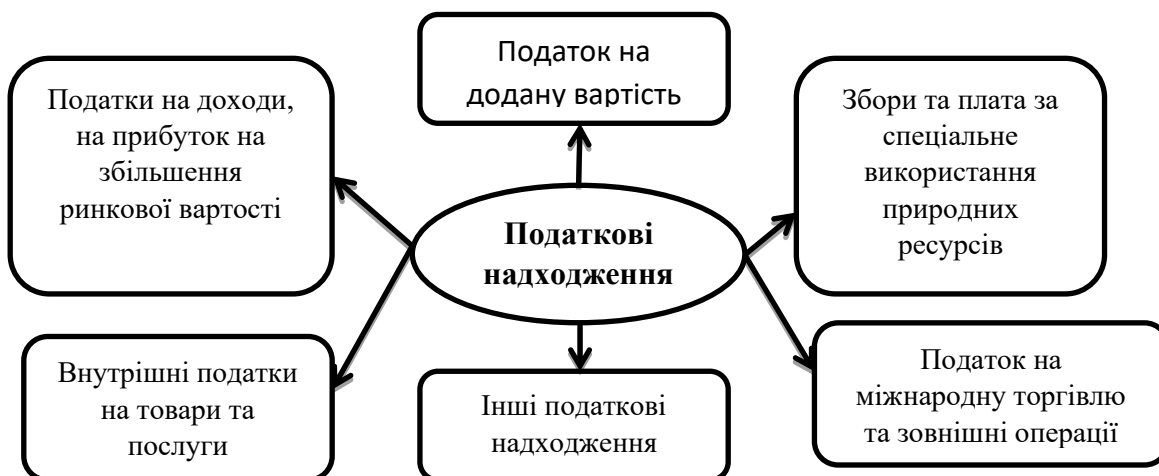 Податок на
додану вартість
Податки на доходи,
на прибуток на
збільшення
ринкової вартості
Збори та плата за
спеціальне
використання
природних
ресурсів
Податкові
надходження
Внутрішні податки
на товари та
послуги
Інші податкові
надходження
Податок на
міжнародну торгівлю
та зовнішні операції